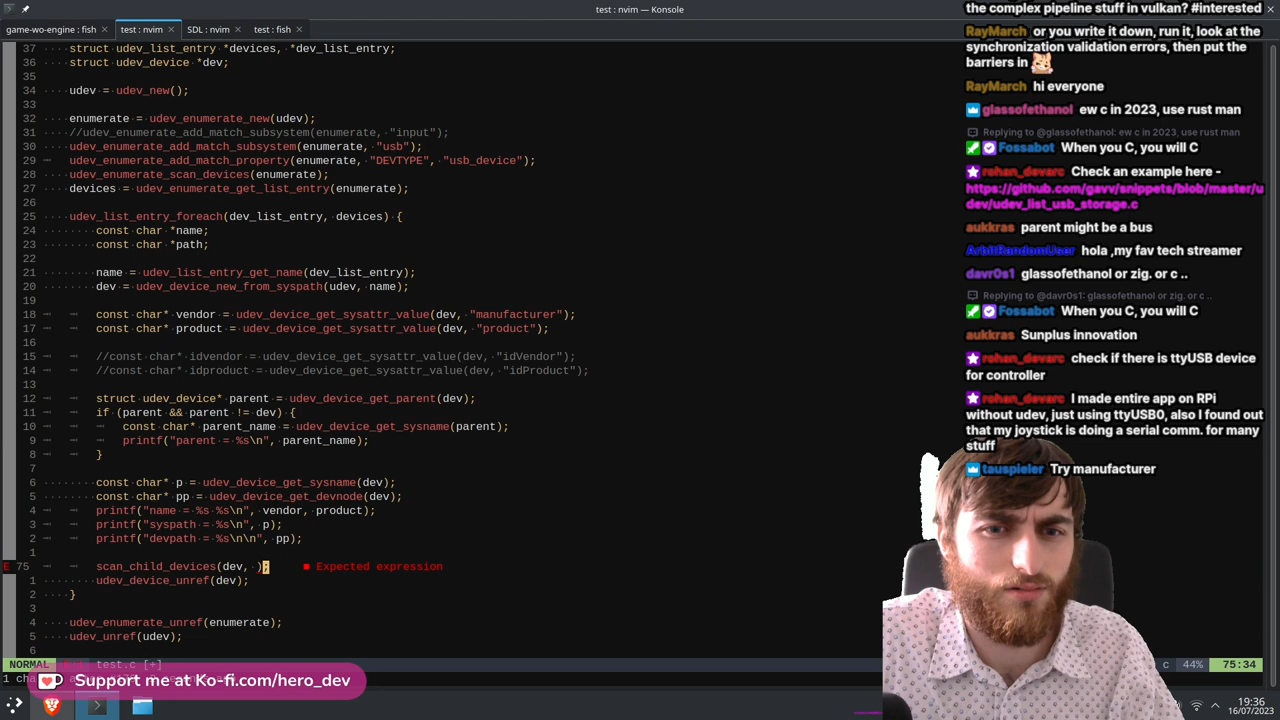 test : nvim — Konsole
game-wo-engine : fish
test : nvim
SDL : nvim
test : fish
37 struct udev_list_entry *devices, *dev_list_entry;
36 struct udev_device *dev;
35
34 udev = udev_new();
33
32 enumerate = udev_enumerate_new(udev);
31 //udev_enumerate_add_match_subsystem(enumerate, "input");
30 udev_enumerate_add_match_subsystem(enumerate, "usb");
29 udev_enumerate_add_match_property(enumerate, "DEVTYPE", "usb_device");
28 udev_enumerate_scan_devices(enumerate);
27 devices = udev_enumerate_get_list_entry(enumerate);
26
25 udev_list_entry_foreach(dev_list_entry, devices) {
24 const char *name;
23 const char *path;
22
21 name = udev_list_entry_get_name(dev_list_entry);
20 dev = udev_device_new_from_syspath(udev, name);
19
18 const char* vendor = udev_device_get_sysattr_value(dev, "manufacturer");
17 const char* product = udev_device_get_sysattr_value(dev, "product");
16
15 //const char* idvendor = udev_device_get_sysattr_value(dev, "idVendor");
14 //const char* idproduct = udev_device_get_sysattr_value(dev, "idProduct");
13
12 struct udev_device* parent = udev_device_get_parent(dev);
11 if (parent && parent != dev) {
10 const char* parent_name = udev_device_get_sysname(parent);
9 printf("parent = %s\n", parent_name);
8 }
7
6 const char* p = udev_device_get_sysname(dev);
5 const char* pp = udev_device_get_devnode(dev);
4 printf("name = %s %s\n", vendor, product);
3 printf("syspath = %s\n", p);
2 printf("devpath = %s\n\n", pp);
1
E 75 scan_child_devices(dev, ); ■ Expected expression
1 udev_device_unref(dev);
2 }
3
4 udev_enumerate_unref(enumerate);
5 udev_unref(udev);
6
NORMAL test.c [+] c 44% 75:34
Support me at Ko-fi.com/hero_dev
the complex pipeline stuff in vulkan? #interested
RayMarch or you write it down, run it, look at the
synchronization validation errors, then put the
barriers in
RayMarch hi everyone
glassofethanol ew c in 2023, use rust man
Replying to @glassofethanol: ew c in 2023, use rust man
Fossabot When you C, you will C
rohan_devarc Check an example here -
https://github.com/gavv/snippets/blob/master/u
dev/udev_list_usb_storage.c
aukkras parent might be a bus
ArbitRandomUser hola ,my fav tech streamer
davr0s1 glassofethanol or zig. or c ..
Replying to @davr0s1: glassofethanol or zig. or c ..
Fossabot When you C, you will C
aukkras Sunplus innovation
rohan_devarc check if there is ttyUSB device
for controller
rohan_devarc I made entire app on RPi
without udev, just using ttyUSB0, also I found out
that my joystick is doing a serial comm. for many
stuff
tauspieler Try manufacturer
19:36
16/07/2023